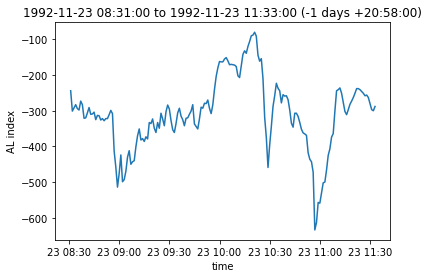 1992-11-23 08:31:00 to 1992-11-23 11:33:00 (-1 days +20:58:00)
−100
−200
−300
−400
−500
−600
AL index
23 08:30 23 09:00 23 09:30 23 10:00 23 10:30 23 11:00 23 11:30
time